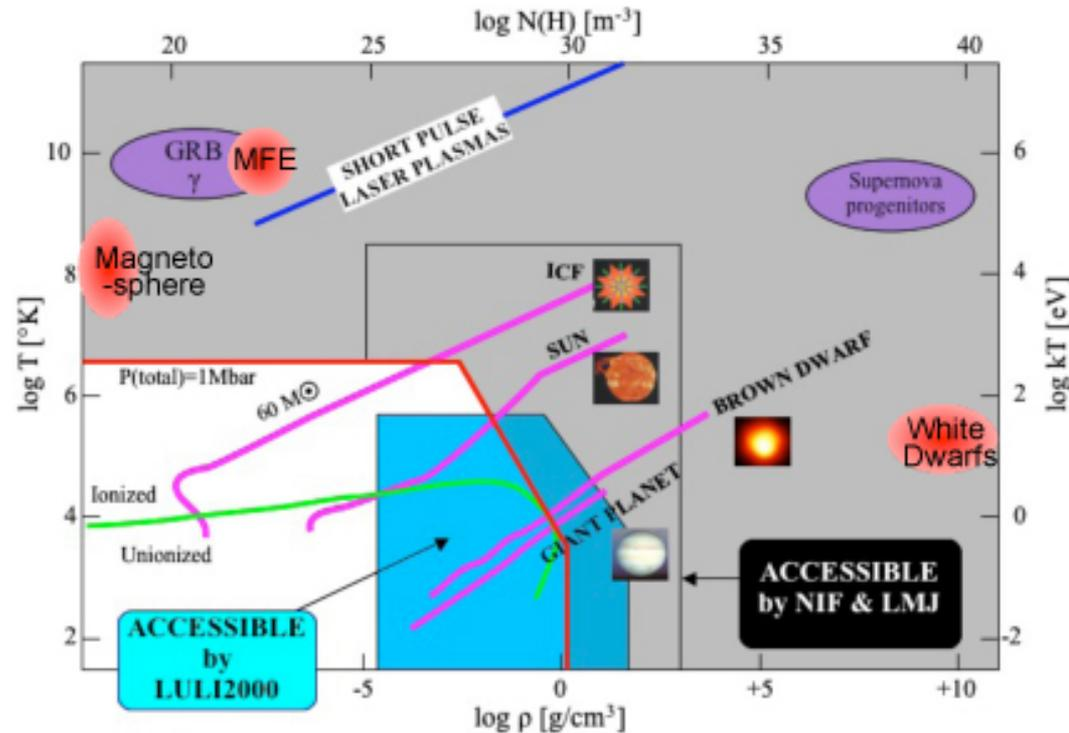 log N(H) [m⁻³]
20 25 30 35 40
10
8
6
4
2
log T [°K]
6
4
2
0
-2
log kT [eV]
GRB
γ
MFE
SHORT PULSE
LASER PLASMAS
Supernova
progenitors
Magneto
-sphere
ICF
SUN
P(total)=1Mbar
60 M☉
BROWN DWARF
White
Dwarfs
Ionized
Unionized
GIANT PLANET
ACCESSIBLE
by NIF & LMJ
ACCESSIBLE
by
LULI2000
-5 0 +5 +10
log ρ [g/cm³]